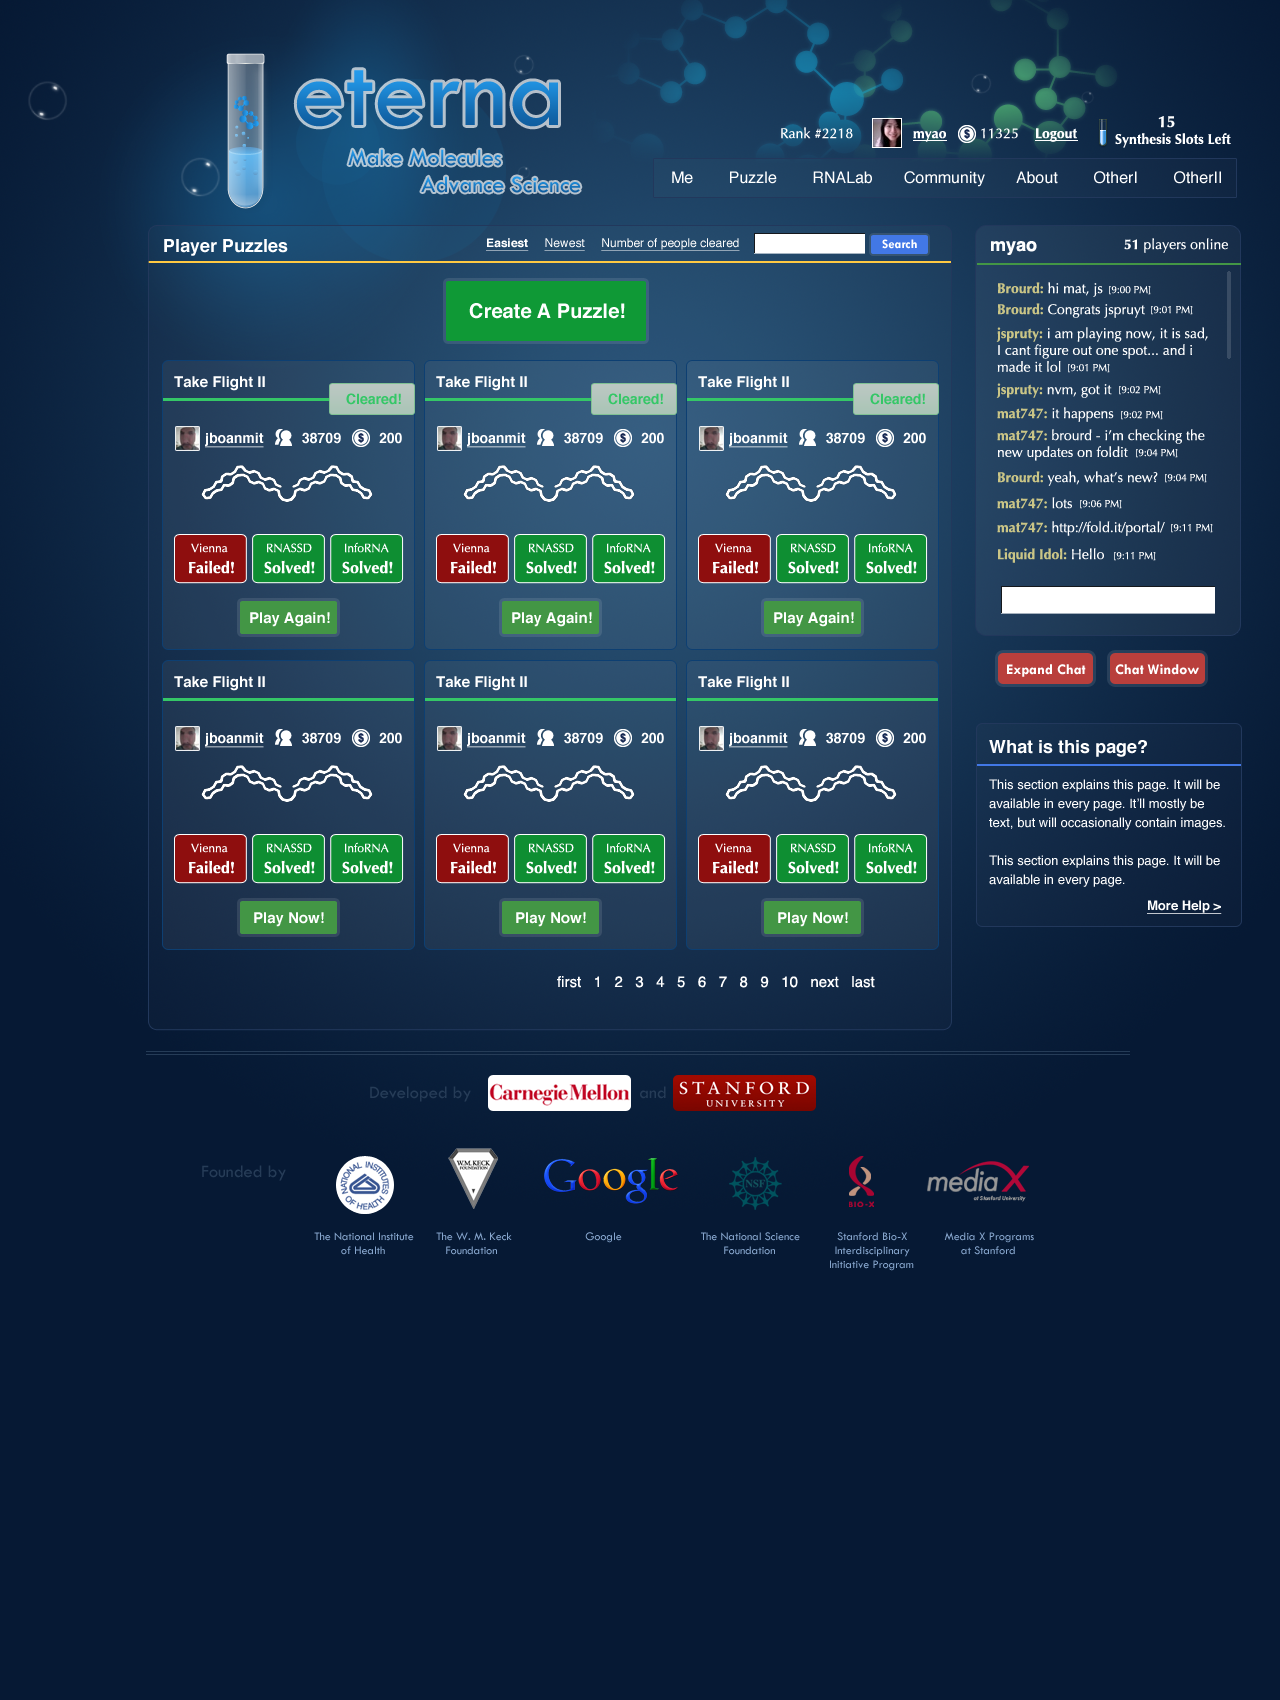 eterna
Make Molecules
Advance Science
Rank #2218 myao 11325 Logout 15
Synthesis Slots Left
Me Puzzle RNALab Community About OtherI OtherII
Player Puzzles Easiest Newest Number of people cleared Search
Create A Puzzle!
Take Flight II Take Flight II Take Flight II
Cleared! Cleared! Cleared!
jboanmit 38709 200 jboanmit 38709 200 jboanmit 38709 200
Vienna RNASSD InfoRNA Vienna RNASSD InfoRNA Vienna RNASSD InfoRNA
Failed! Solved! Solved! Failed! Solved! Solved! Failed! Solved! Solved!
Play Again! Play Again! Play Again!
Take Flight II Take Flight II Take Flight II
jboanmit 38709 200 jboanmit 38709 200 jboanmit 38709 200
Vienna RNASSD InfoRNA Vienna RNASSD InfoRNA Vienna RNASSD InfoRNA
Failed! Solved! Solved! Failed! Solved! Solved! Failed! Solved! Solved!
Play Now! Play Now! Play Now!
first 1 2 3 4 5 6 7 8 9 10 next last
myao 51 players online
Brourd: hi mat, js [9:00 PM]
Brourd: Congrats jspruyt [9:01 PM]
jspruty: i am playing now, it is sad,
I cant figure out one spot... and i
made it lol [9:01 PM]
jspruty: nvm, got it [9:02 PM]
mat747: it happens [9:02 PM]
mat747: brourd - i'm checking the
new updates on foldit [9:04 PM]
Brourd: yeah, what's new? [9:04 PM]
mat747: lots [9:06 PM]
mat747: http://fold.it/portal/ [9:11 PM]
Liquid Idol: Hello [9:11 PM]
Expand Chat Chat Window
What is this page?
This section explains this page. It will be
available in every page. It'll mostly be
text, but will occasionally contain images.
This section explains this page. It will be
available in every page.
More Help >
Developed by Carnegie Mellon and STANFORD
UNIVERSITY
Founded by
NATIONAL INSTITUTES
OF HEALTH
W.M. KECK
FOUNDATION
Google
NSF
BIO-X
media X
at Stanford University
The National Institute
of Health
The W. M. Keck
Foundation
Google
The National Science
Foundation
Stanford Bio-X
Interdisciplinary
Initiative Program
Media X Programs
at Stanford